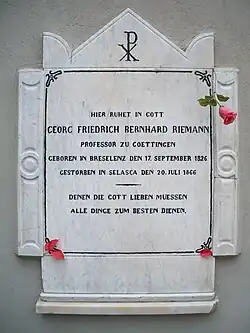 HIER RUHET IN GOTT
GEORG FRIEDRICH BERNHARD RIEMANN
PROFESSOR ZU GOETTINGEN
GEBOREN IN BRESELENZ DEN 17. SEPTEMBER 1826
GESTORBEN IN SELASCA DEN 20. JULI 1866
DENEN DIE GOTT LIEBEN MUESSEN
ALLE DINGE ZUM BESTEN DIENEN.